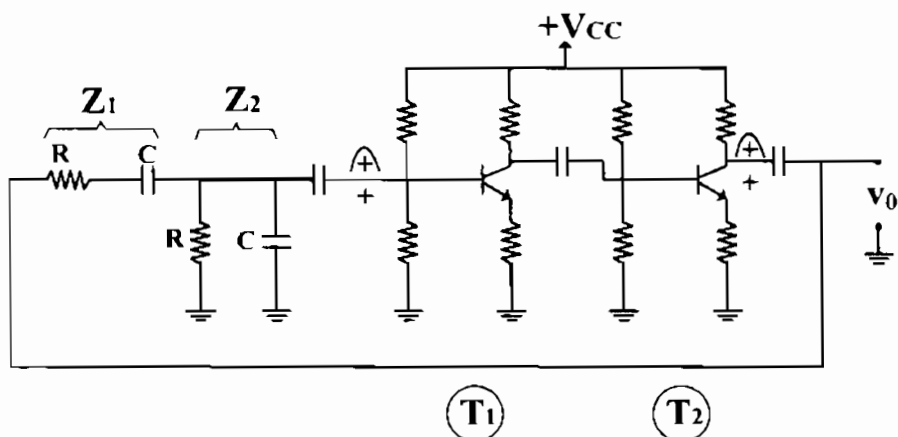 +VCC
Z1 Z2
R C
+ +
+ +
R C
v0
T1 T2